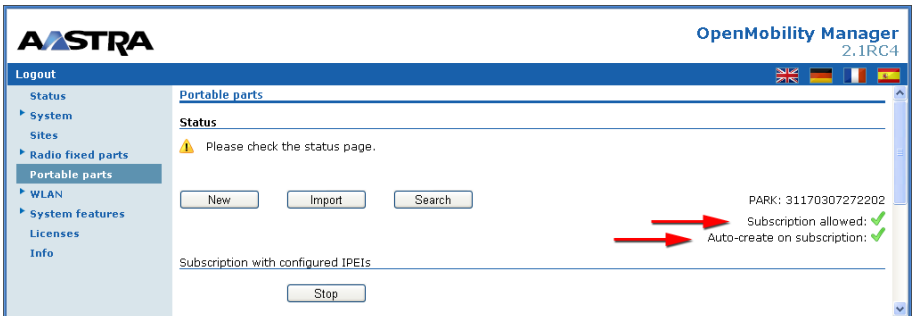 AASTRA
OpenMobility Manager
2.1RC4
Logout
Status
System
Sites
Radio fixed parts
Portable parts
WLAN
System features
Licenses
Info
Portable parts
Status
Please check the status page.
New Import Search
PARK: 31170307272202
Subscription allowed:
Auto-create on subscription:
Subscription with configured IPEIs
Stop